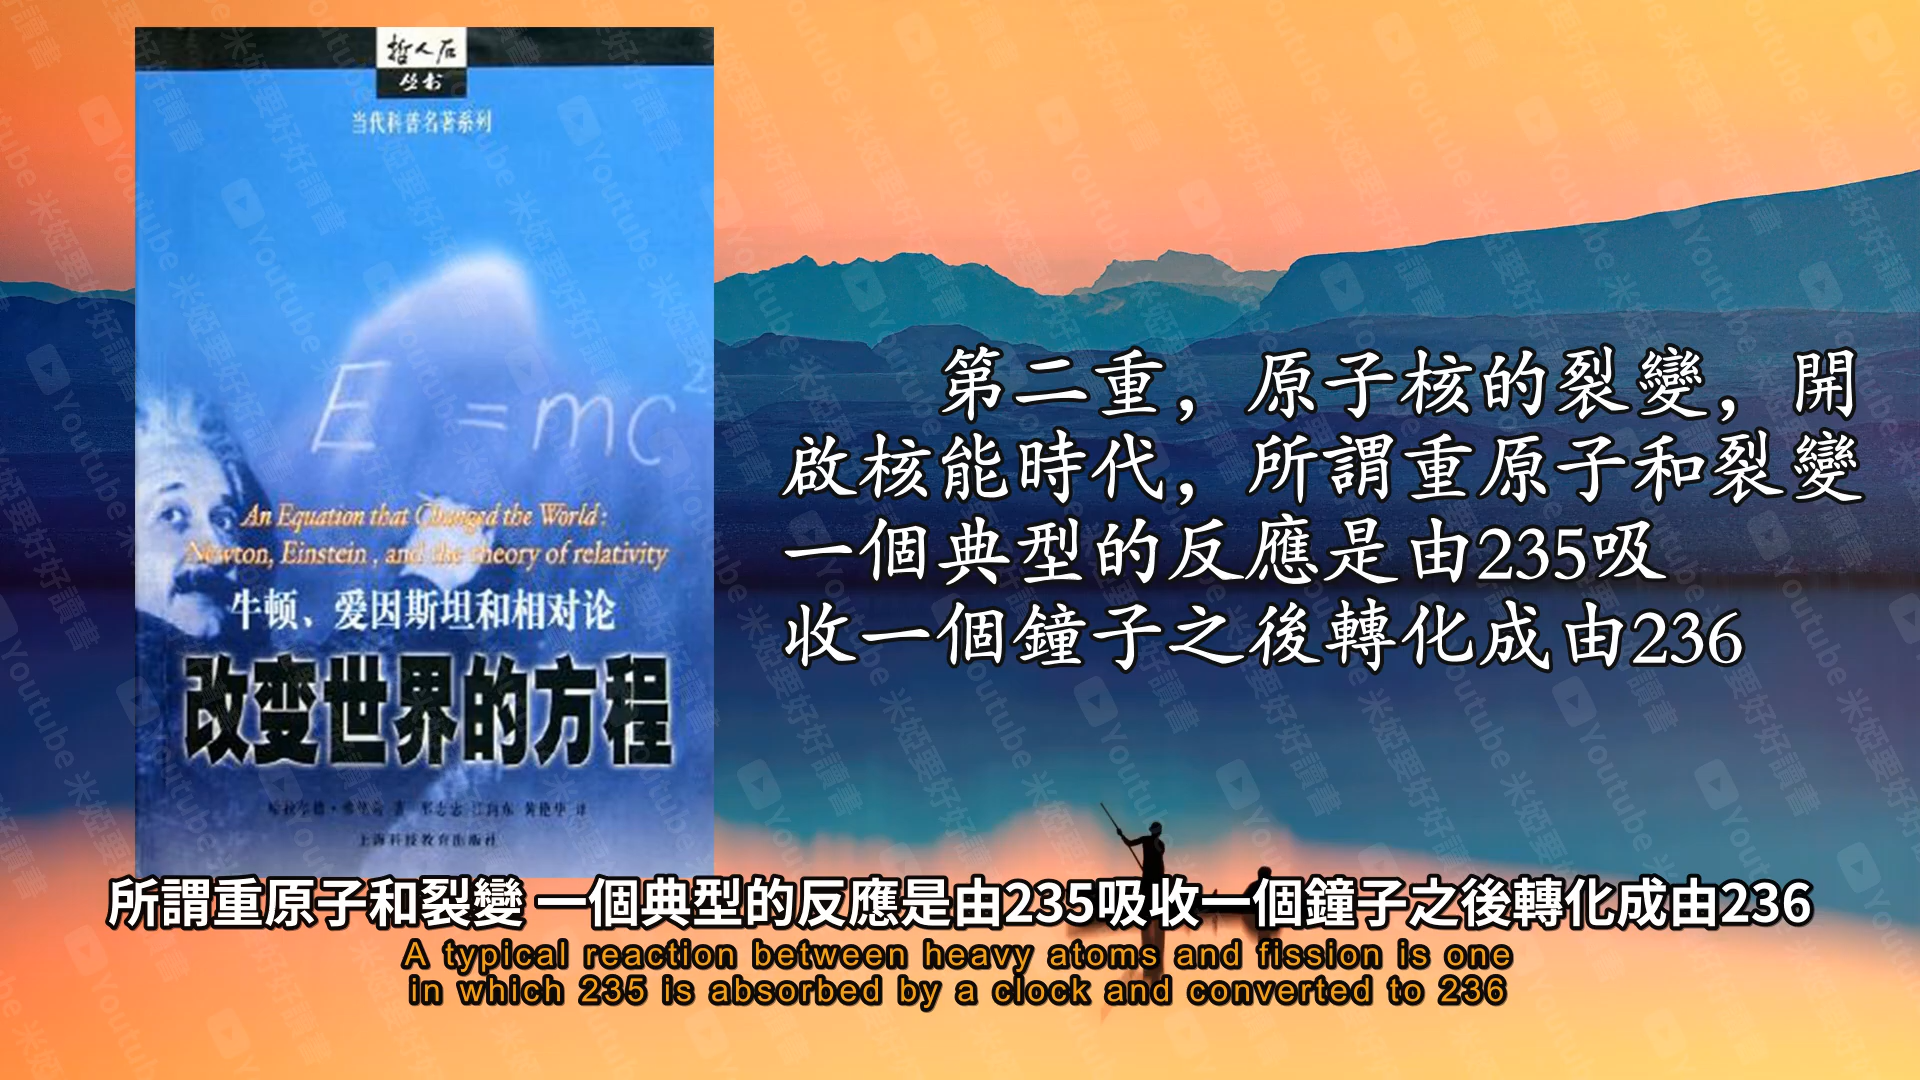 哲人石
丛书
当代科普名著系列
E=mc²
An Equation that Changed the World:
Newton, Einstein, and the theory of relativity
牛顿、爱因斯坦和相对论
改变世界的方程
上海科技教育出版社
第二重，原子核的裂變，開
啟核能時代，所謂重原子和裂變
一個典型的反應是由235吸
收一個鐘子之後轉化成由236
所謂重原子和裂變 一個典型的反應是由235吸收一個鐘子之後轉化成由236
A typical reaction between heavy atoms and fission is one
in which 235 is absorbed by a clock and converted to 236
Youtube 米婭要好好讀書